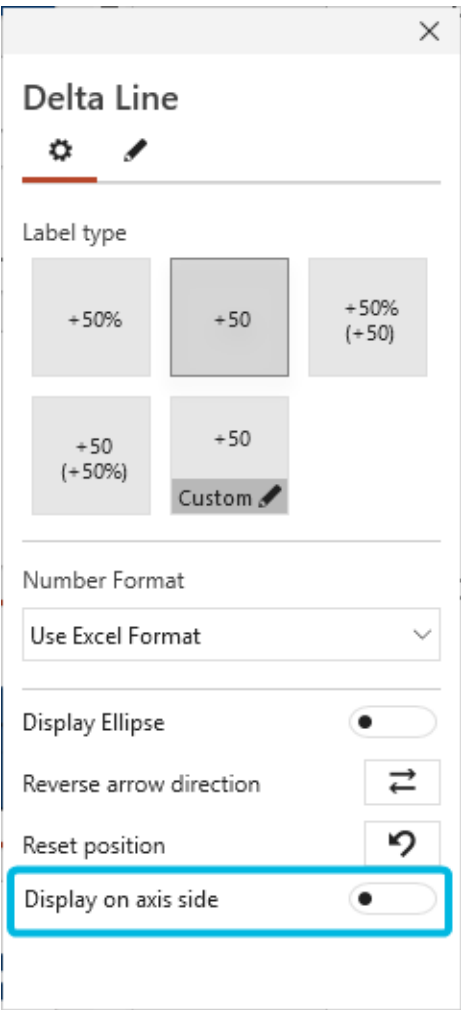 Delta Line
Label type
+50%
+50
+50%
(+50)
+50
(+50%)
+50
Custom
Number Format
Use Excel Format
Display Ellipse
Reverse arrow direction
Reset position
Display on axis side